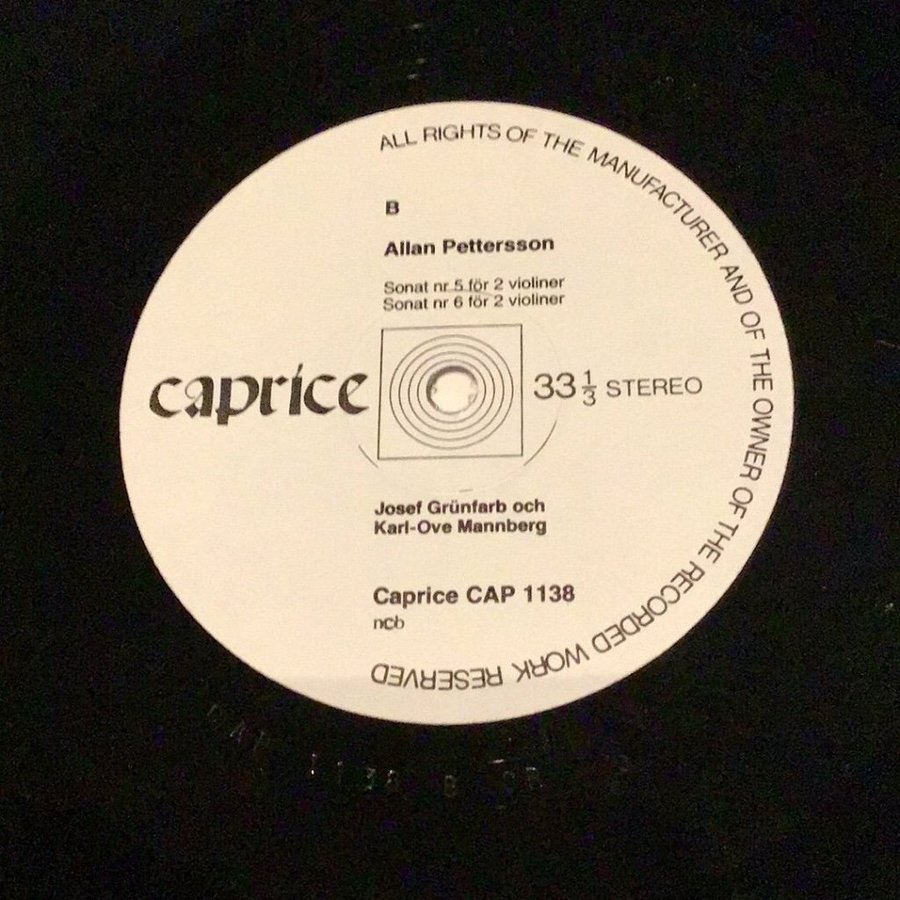 ALL RIGHTS OF THE MANUFACTURER AND OF THE OWNER OF THE RECORDED WORK RESERVED
B
Allan Pettersson
Sonat nr 5 för 2 violiner
Sonat nr 6 för 2 violiner
caprice
33 1/3 STEREO
Josef Grünfarb och
Karl-Ove Mannberg
Caprice CAP 1138
ncb